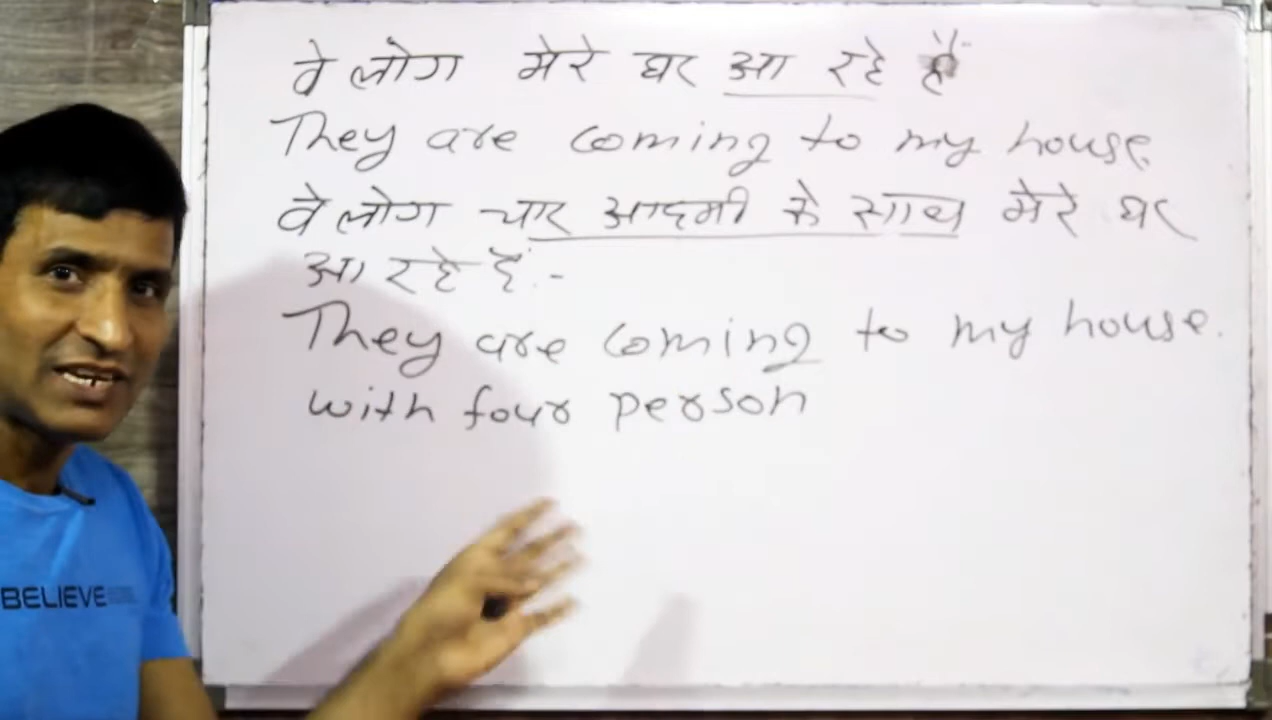 वे लोग मेरे घर आ रहे हैं
They are coming to my house.
वे लोग चार आदमी के साथ मेरे घर
आ रहे हैं.-
They are coming to my house.
with four person
BELIEVE